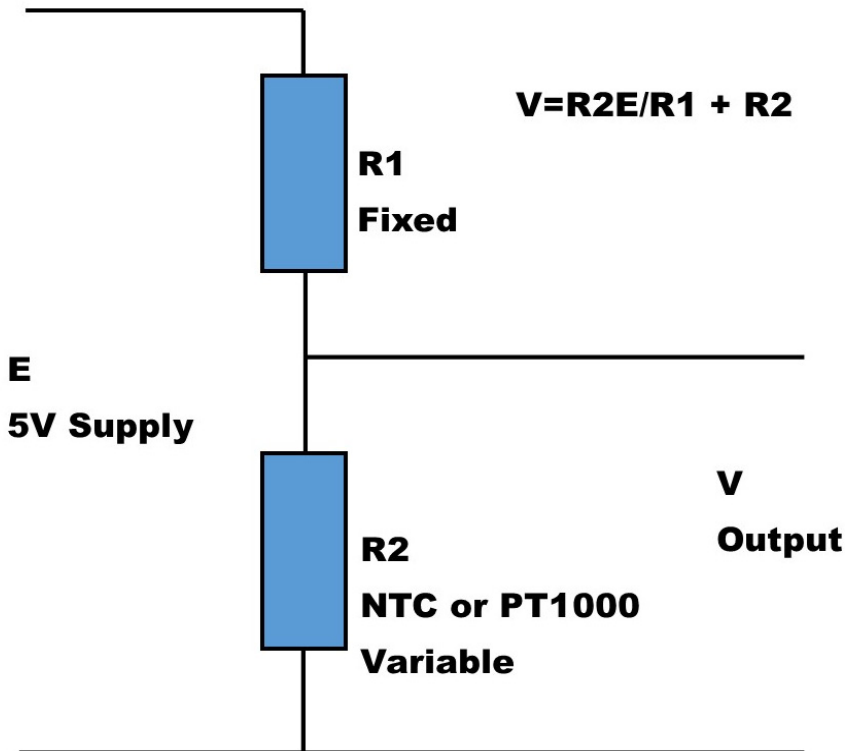 V=R2E/R1 + R2
R1
Fixed
E
5V Supply
V
Output
R2
NTC or PT1000
Variable